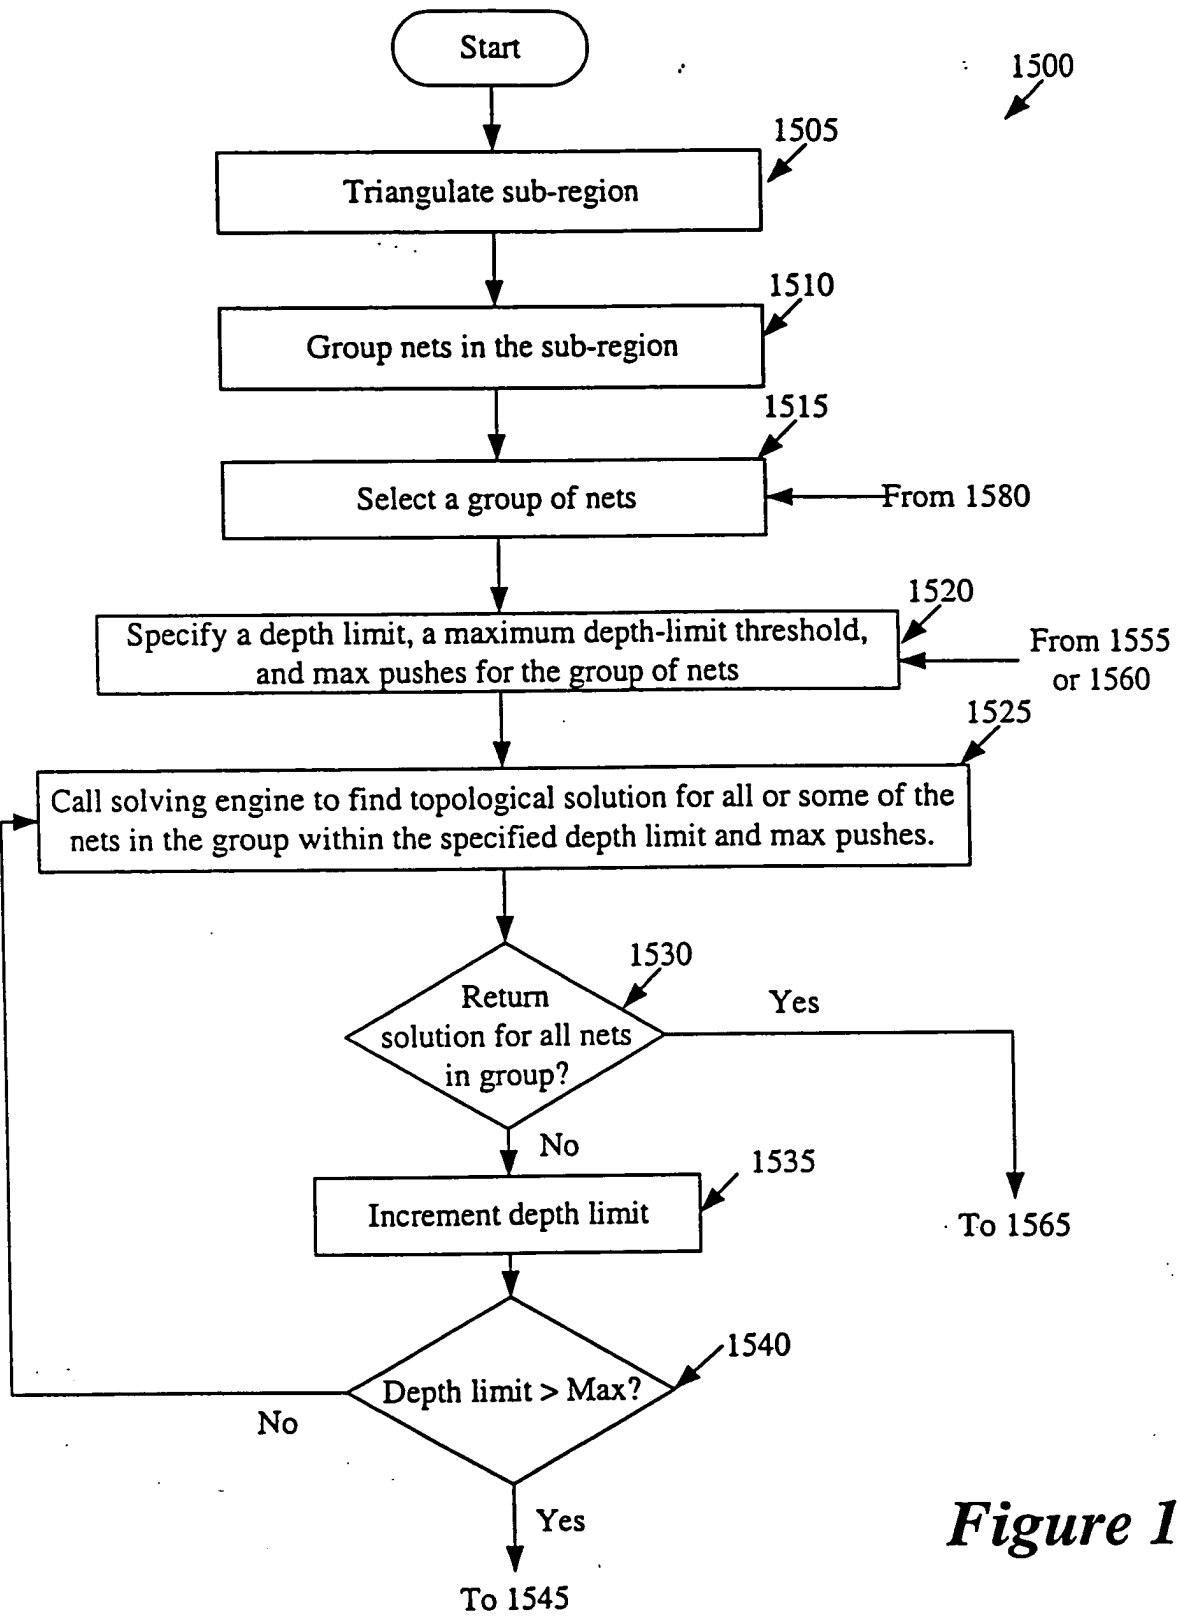 Start
1500
1505
Triangulate sub-region
1510
Group nets in the sub-region
1515
Select a group of nets
From 1580
1520
Specify a depth limit, a maximum depth-limit threshold,
and max pushes for the group of nets
From 1555
or 1560
1525
Call solving engine to find topological solution for all or some of the
nets in the group within the specified depth limit and max pushes.
1530
Return
solution for all nets
in group?
Yes
No
1535
Increment depth limit
To 1565
1540
Depth limit > Max?
No
Yes
To 1545
Figure 1